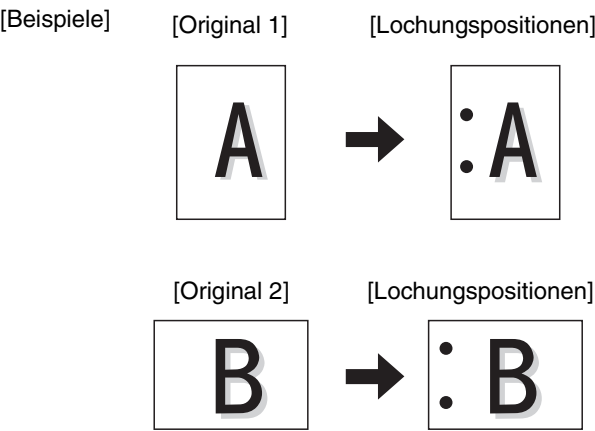 [Beispiele]
[Original 1]
[Lochungspositionen]
A
A
[Original 2]
[Lochungspositionen]
B
B